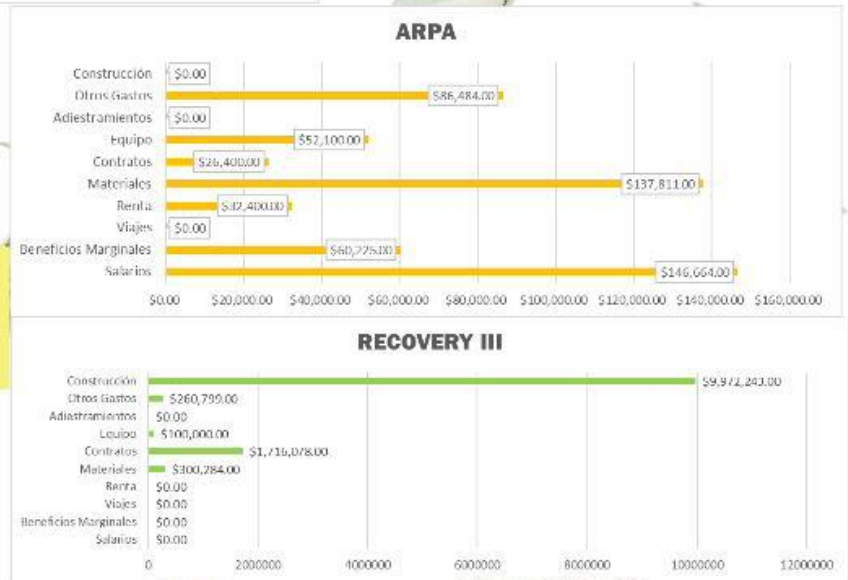 ARPA
Construcción $0.00
Otros Gastos $86,484.00
Adiestramientos $0.00
Equipo $52,100.00
Contratos $26,400.00
Materiales $137,811.00
Renta $32,400.00
Viajes $0.00
Beneficios Marginales $60,225.00
Salarios $146,664.00
$0.00 $20,000.00 $40,000.00 $60,000.00 $80,000.00 $100,000.00 $120,000.00 $140,000.00 $160,000.00
RECOVERY III
Construcción $9,972,243.00
Otros Gastos $260,799.00
Adiestramientos $0.00
Equipo $100,000.00
Contratos $1,716,078.00
Materiales $300,284.00
Renta $0.00
Viajes $0.00
Beneficios Marginales $0.00
Salarios $0.00
0 2000000 4000000 6000000 8000000 10000000 12000000